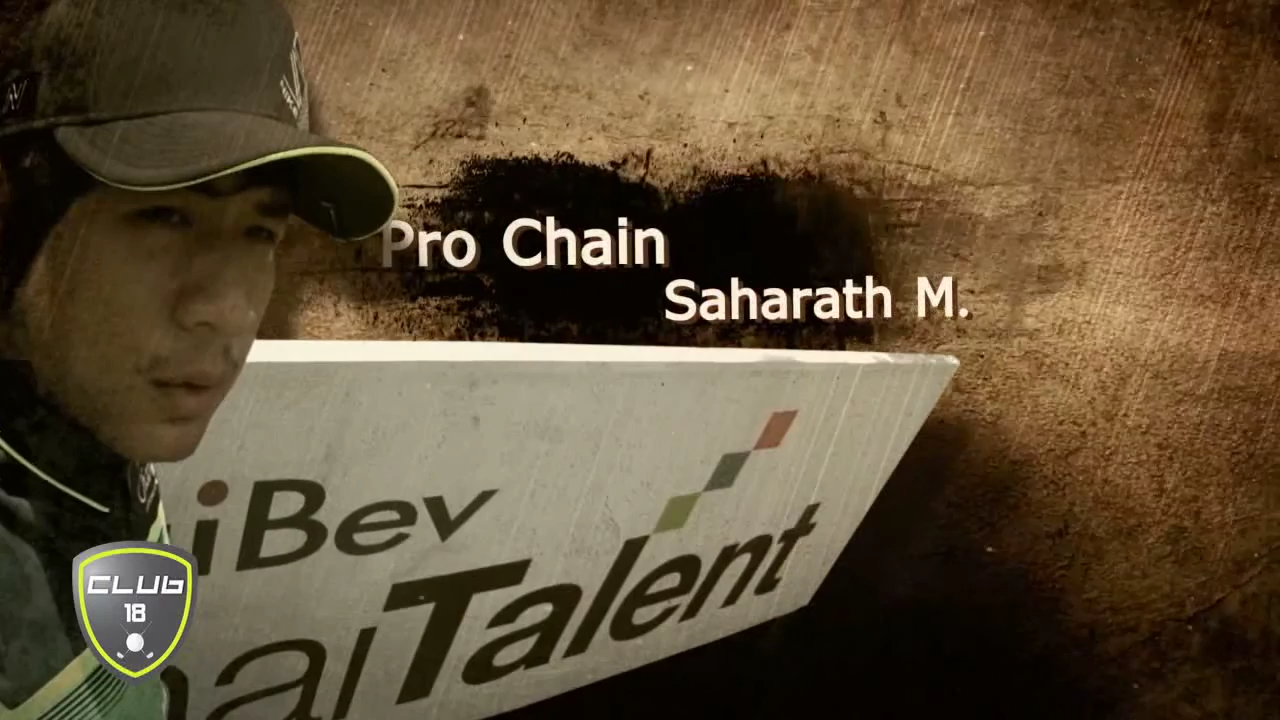 Pro Chain
Saharath M.
iBev
Talent
CLUB
18